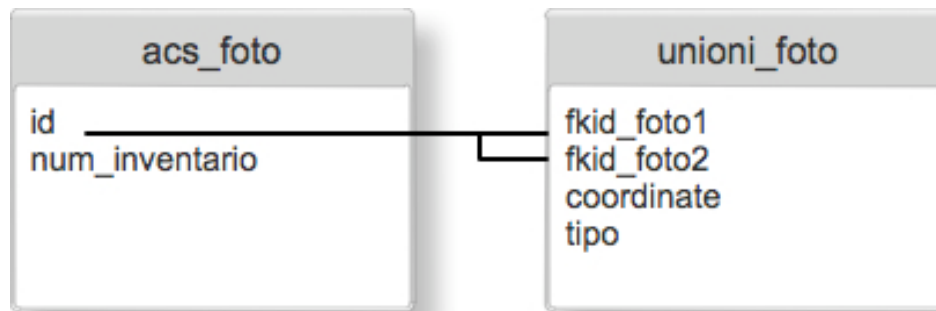 acs_foto
id
num_inventario
unioni_foto
fkid_foto1
fkid_foto2
coordinate
tipo